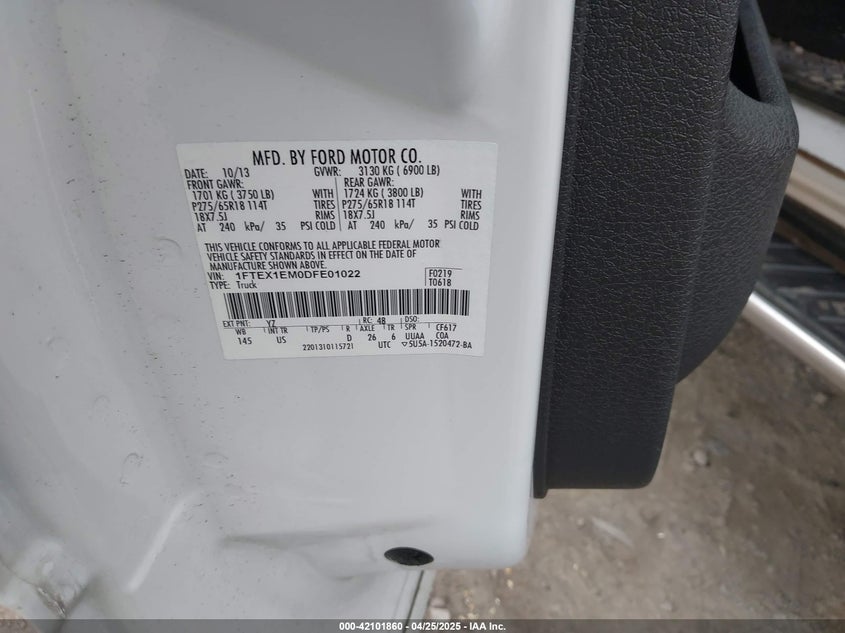 MFD. BY FORD MOTOR CO.
DATE: 10/13 GVWR: 3130 KG ( 6900 LB)
FRONT GAWR: REAR GAWR:
1701 KG ( 3750 LB) WITH 1724 KG ( 3800 LB) WITH
P275/65R18 114T TIRES P275/65R18 114T TIRES
18X7.5J RIMS 18X7.5J RIMS
AT 240 kPa/ 35 PSI COLD AT 240 kPa/ 35 PSI COLD
THIS VEHICLE CONFORMS TO ALL APPLICABLE FEDERAL MOTOR
VEHICLE SAFETY STANDARDS IN EFFECT ON THE DATE OF
MANUFACTURE SHOWN ABOVE.
VIN: 1FTEX1EM0DFE01022 F0219
TYPE: Truck T0618
EXT PNT: YZ RC: 48 DSO:
WB INT TR TP/PS R AXLE TR SPR CF617
145 US D 26 6 UUAA COA
2201310115721 UTC ▽5U5A-1520472-BA
000-42101860 - 04/25/2025 - IAA Inc.